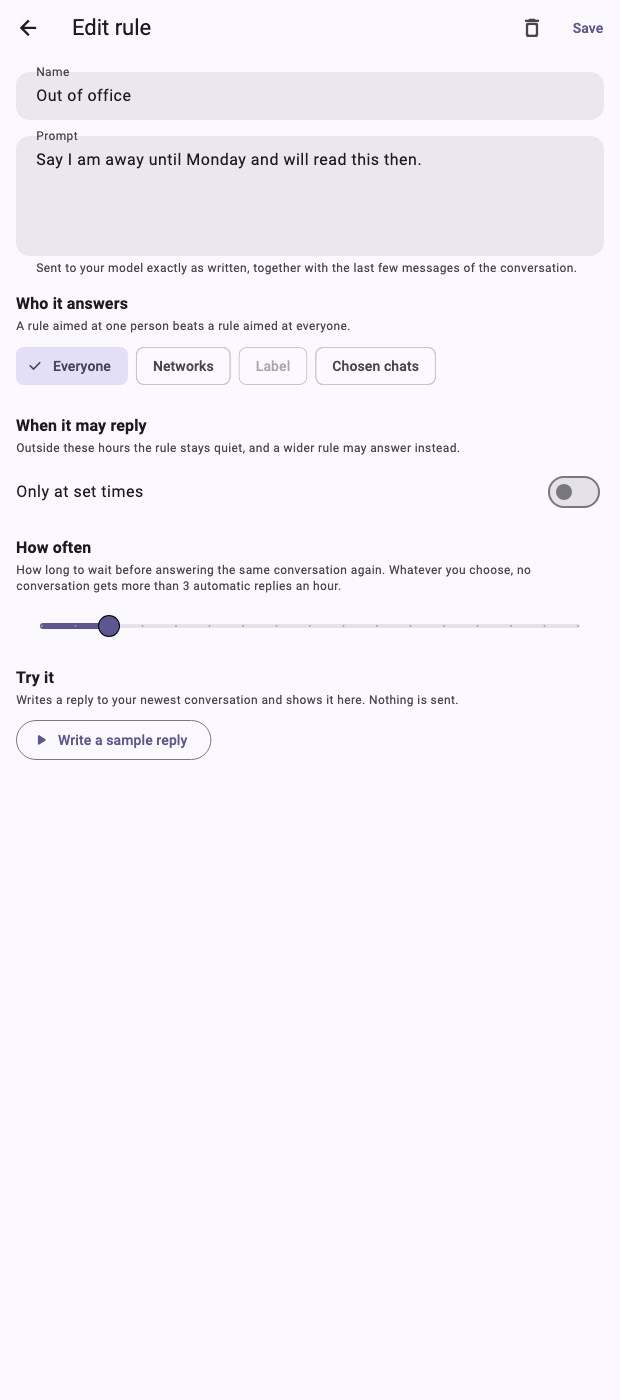 Edit rule
Save
Name
Out of office
Prompt
Say I am away until Monday and will read this then.
Sent to your model exactly as written, together with the last few messages of the conversation.
Who it answers
A rule aimed at one person beats a rule aimed at everyone.
Everyone
Networks
Label
Chosen chats
When it may reply
Outside these hours the rule stays quiet, and a wider rule may answer instead.
Only at set times
How often
How long to wait before answering the same conversation again. Whatever you choose, no
conversation gets more than 3 automatic replies an hour.
Try it
Writes a reply to your newest conversation and shows it here. Nothing is sent.
Write a sample reply